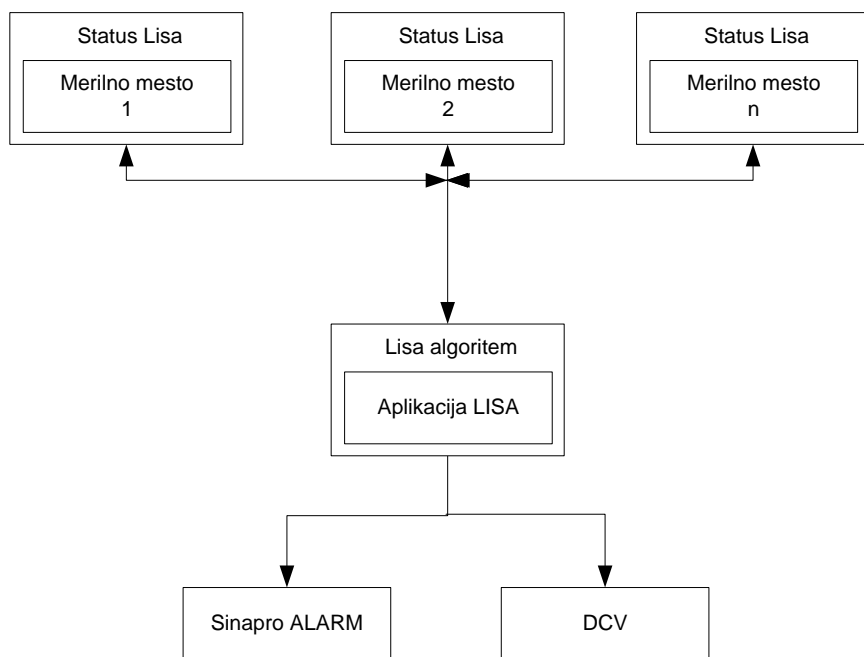 Status Lisa
Merilno mesto
1
Status Lisa
Merilno mesto
2
Status Lisa
Merilno mesto
n
Lisa algoritem
Aplikacija LISA
Sinapro ALARM
DCV